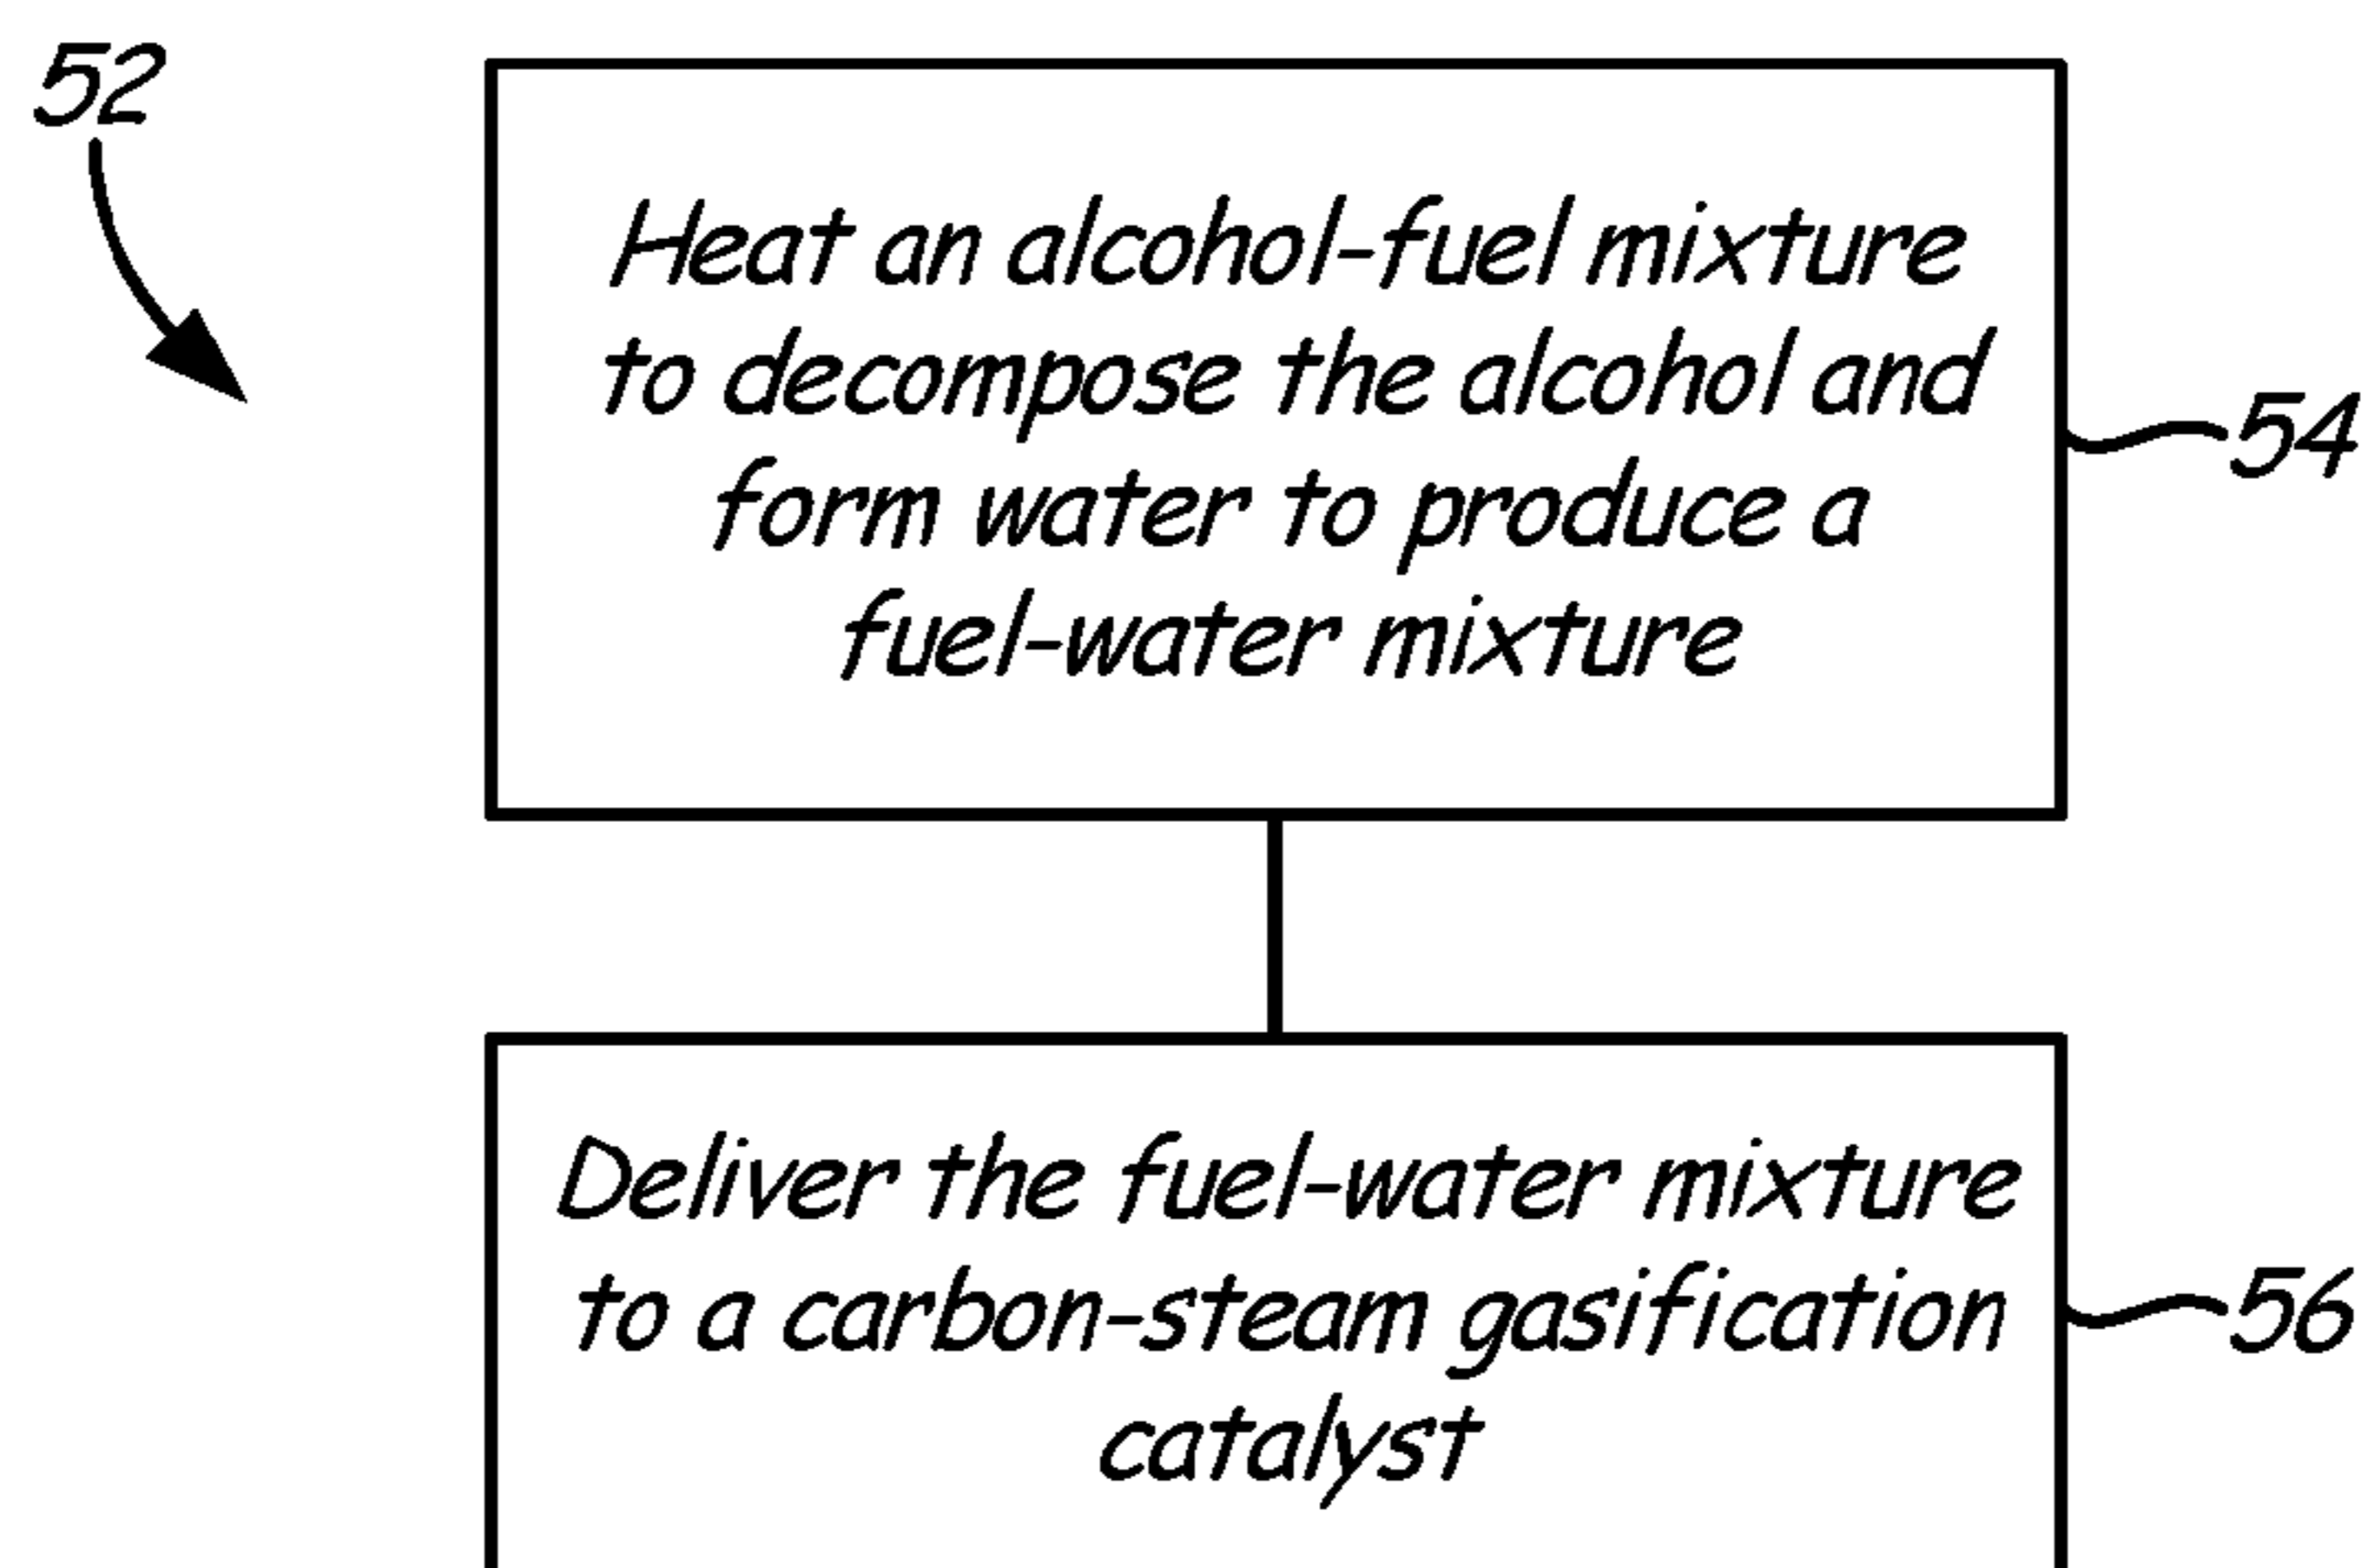 52
Heat an alcohol-fuel mixture
to decompose the alcohol and
form water to produce a
fuel-water mixture
54
Deliver the fuel-water mixture
to a carbon-steam gasification
catalyst
56